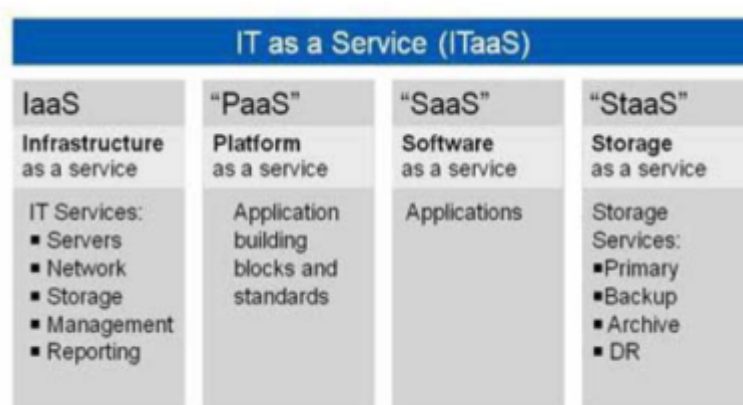 IT as a Service (ITaaS)
IaaS
Infrastructure
as a service
IT Services:
▪ Servers
▪ Network
▪ Storage
▪ Management
▪ Reporting
“PaaS”
Platform
as a service
Application
building
blocks and
standards
“SaaS”
Software
as a service
Applications
“StaaS”
Storage
as a service
Storage
Services:
▪Primary
▪Backup
▪ Archive
▪ DR